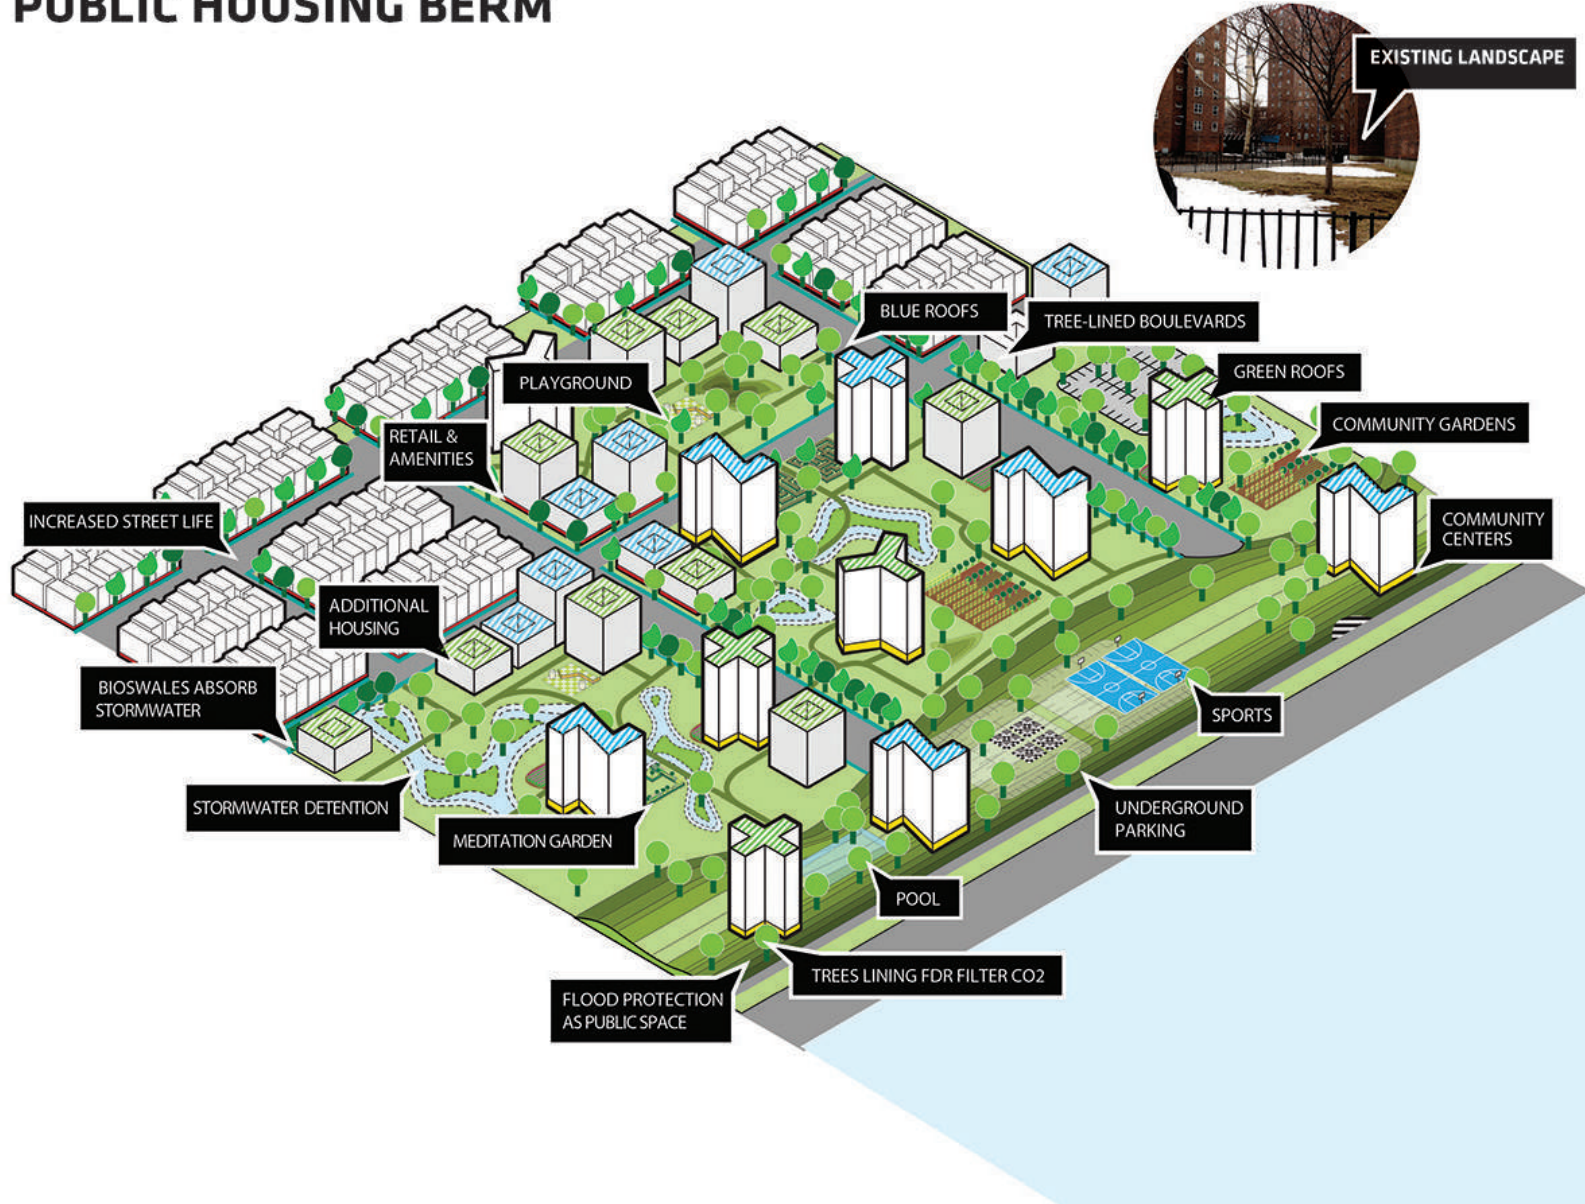 PUBLIC HOUSING BERM
EXISTING LANDSCAPE
BLUE ROOFS
TREE-LINED BOULEVARDS
GREEN ROOFS
PLAYGROUND
COMMUNITY GARDENS
RETAIL &
AMENITIES
INCREASED STREET LIFE
COMMUNITY
CENTERS
ADDITIONAL
HOUSING
BIOSWALES ABSORB
STORMWATER
SPORTS
STORMWATER DETENTION
UNDERGROUND
PARKING
MEDITATION GARDEN
POOL
TREES LINING FDR FILTER CO2
FLOOD PROTECTION
AS PUBLIC SPACE